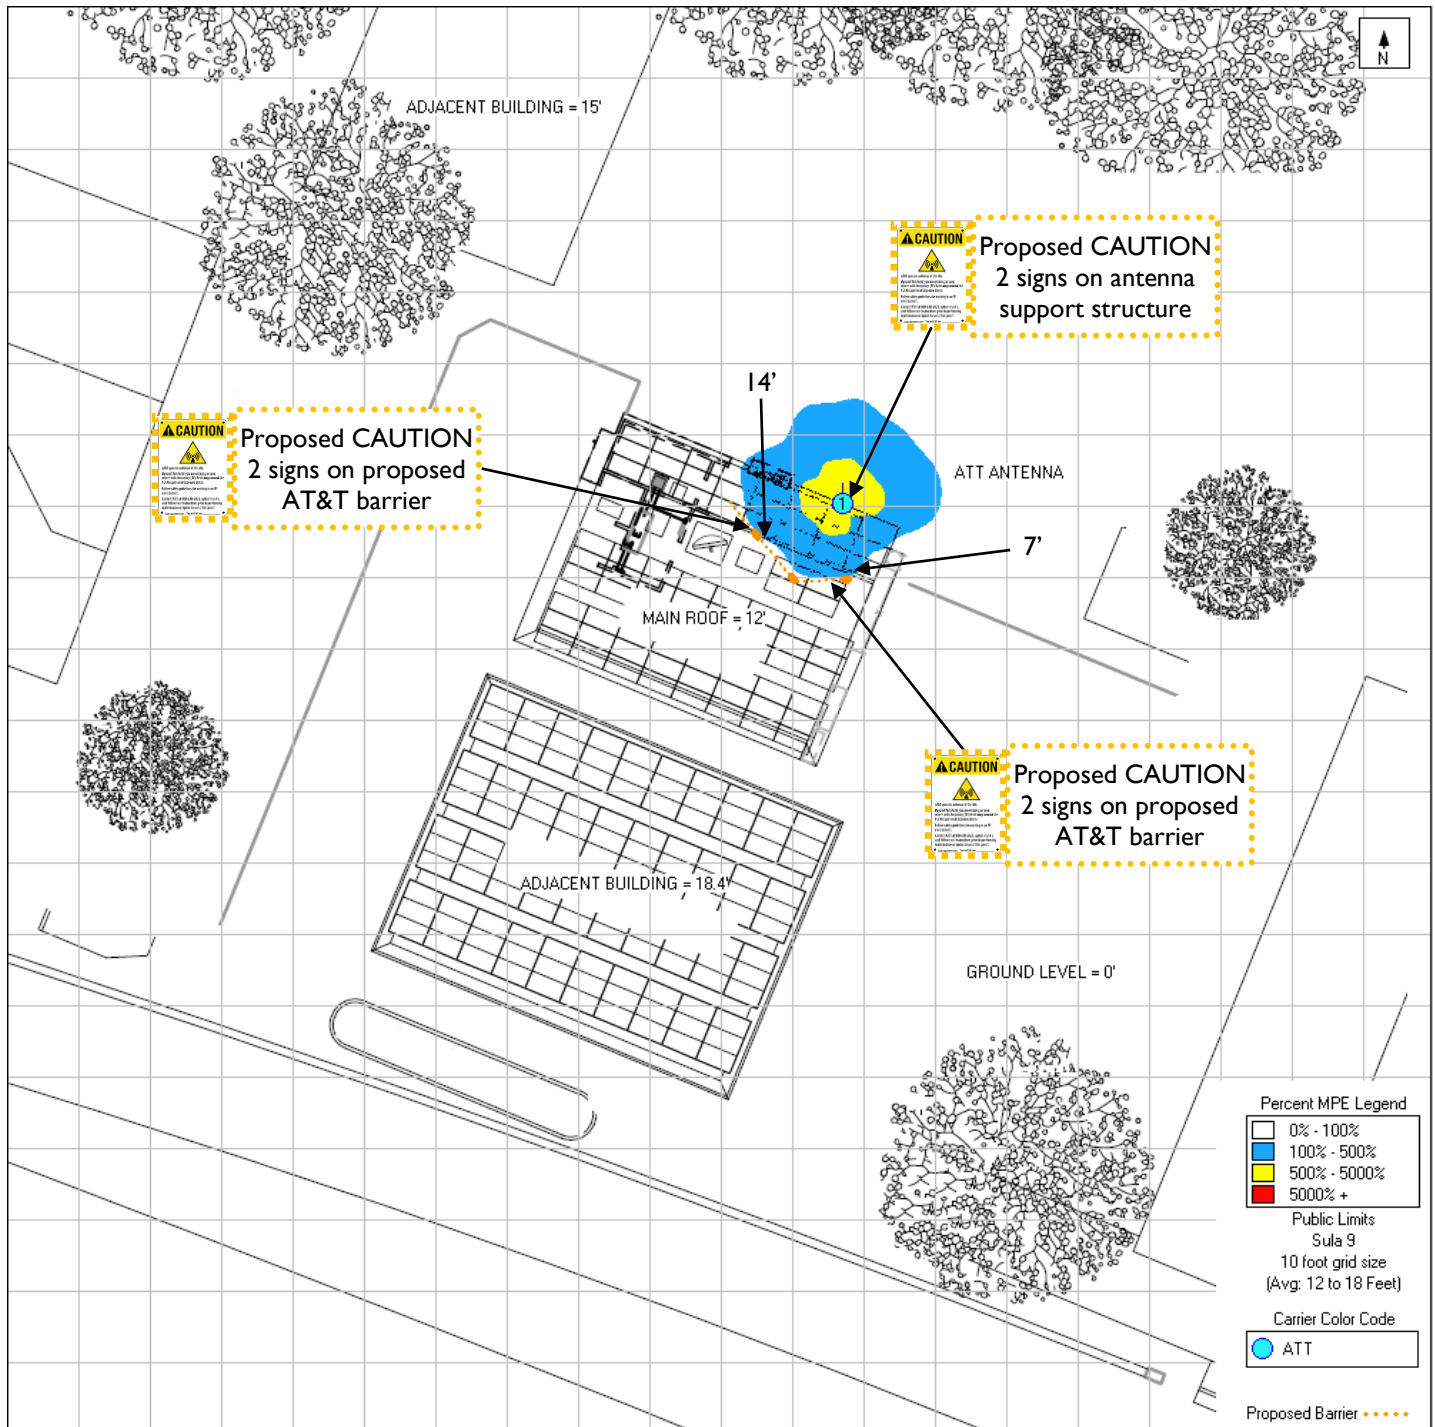 N
ADJACENT BUILDING = 15'
CAUTION
Proposed CAUTION
2 signs on antenna
support structure
14'
CAUTION
Proposed CAUTION
2 signs on proposed
AT&T barrier
ATT ANTENNA
1
7'
MAIN ROOF = 12'
CAUTION
Proposed CAUTION
2 signs on proposed
AT&T barrier
ADJACENT BUILDING = 18.4'
GROUND LEVEL = 0'
Percent MPE Legend
0% - 100%
100% - 500%
500% - 5000%
5000% +
Public Limits
Sula 9
10 foot grid size
(Avg: 12 to 18 Feet)
Carrier Color Code
ATT
Proposed Barrier